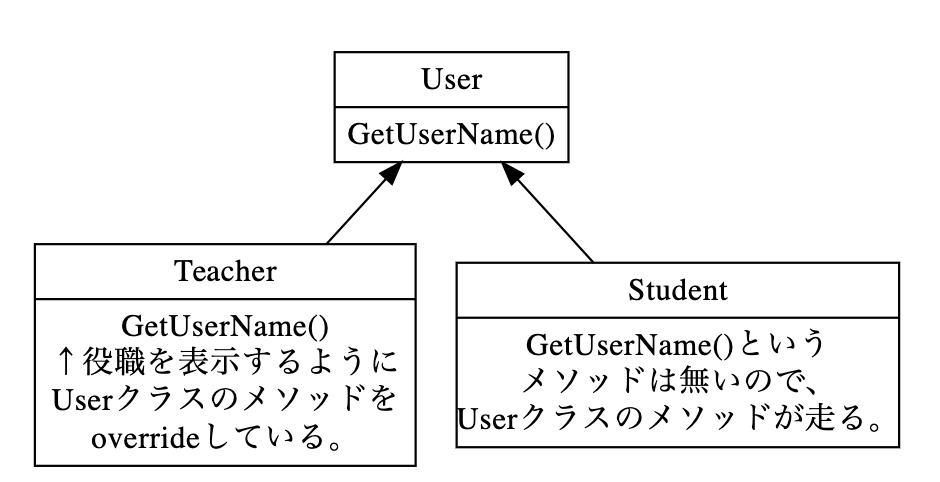 User
GetUserName()
Teacher
GetUserName()
↑役職を表示するように
Userクラスのメソッドを
overrideしている。
Student
GetUserName()という
メソッドは無いので、
Userクラスのメソッドが走る。